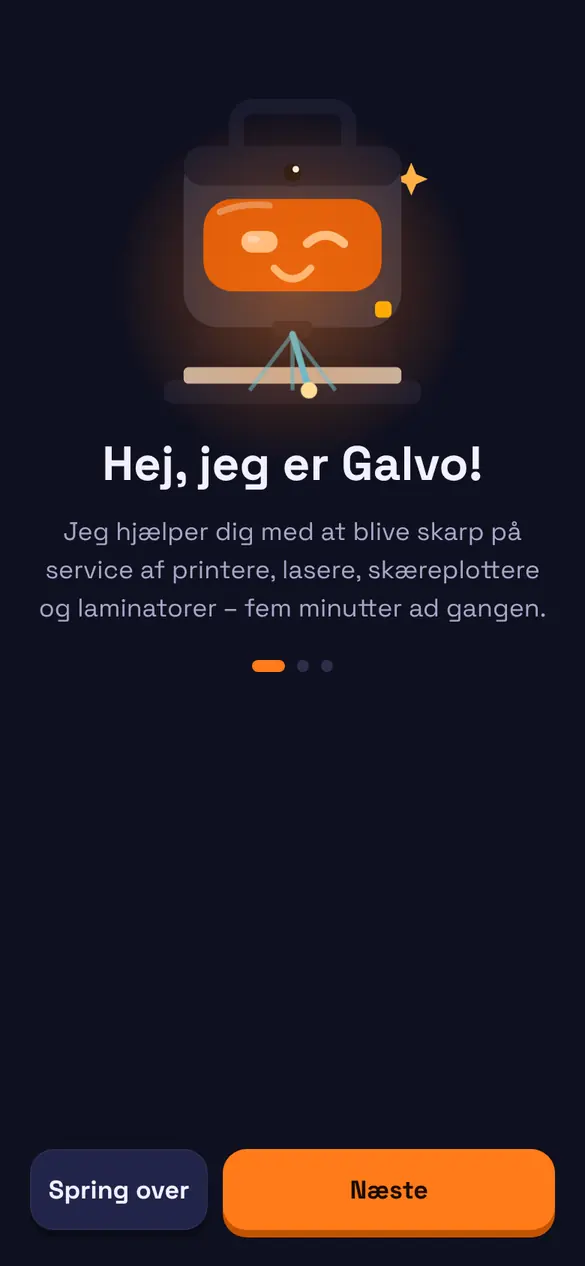 Hej, jeg er Galvo!
Jeg hjælper dig med at blive skarp på
service af printere, lasere, skæreplottere
og laminatorer – fem minutter ad gangen.
Spring over
Næste